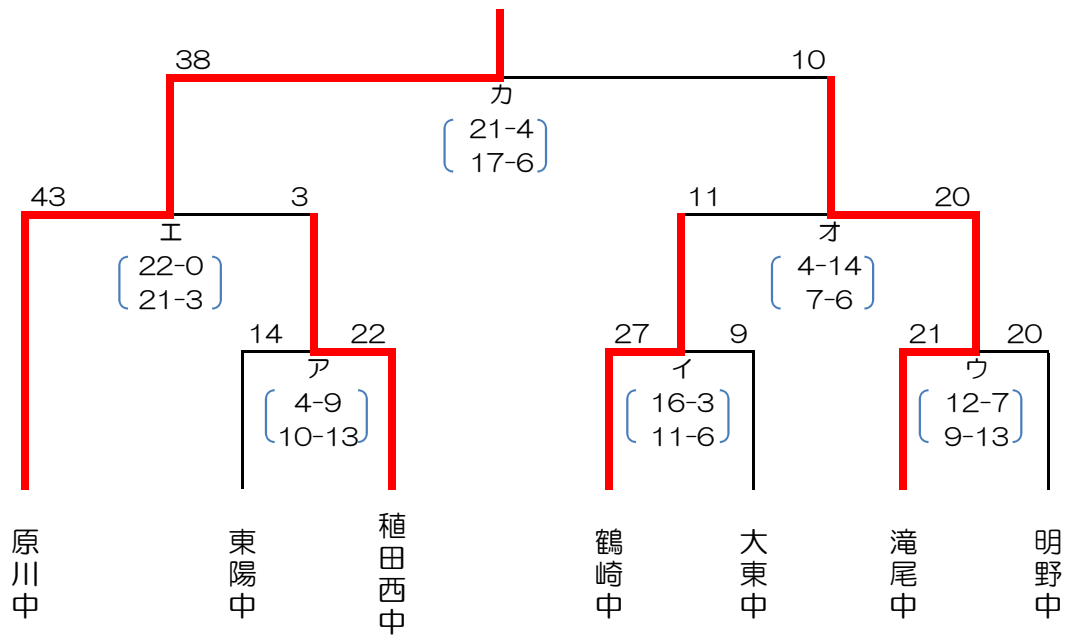 38 10
カ
21-4
17-6
43 3 11 20
エ オ
22-0 4-14
21-3 7-6
14 22 27 9 21 20
ア イ ウ
4-9 16-3 12-7
10-13 11-6 9-13
原川中
東陽中
稙田西中
鶴崎中
大東中
滝尾中
明野中